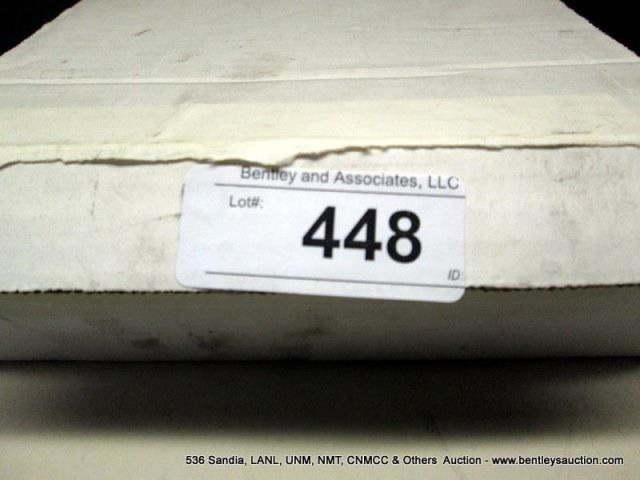 Bentley and Associates, LLC
Lot#:
448
ID:
536 Sandia, LANL, UNM, NMT, CNMCC & Others Auction - www.bentleysauction.com